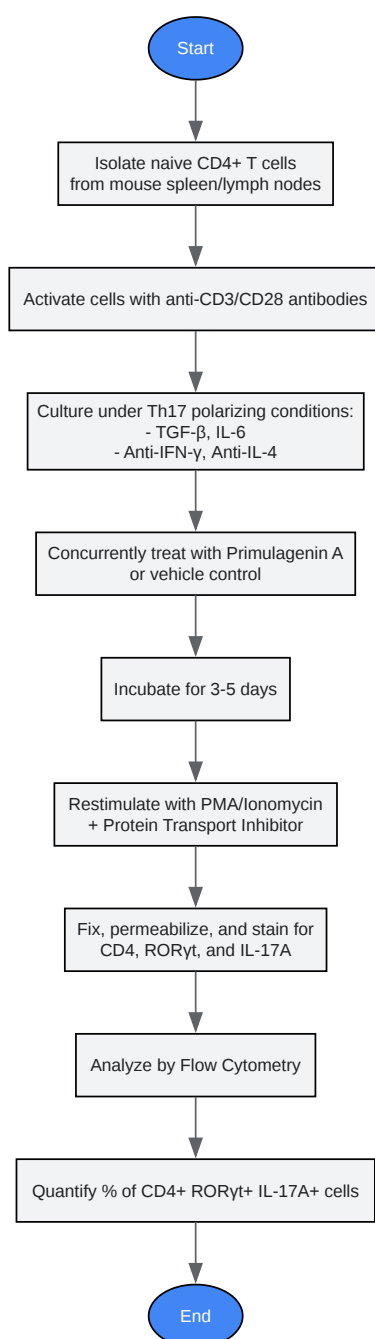 Start
Isolate naive CD4+ T cells
from mouse spleen/lymph nodes
Activate cells with anti-CD3/CD28 antibodies
Culture under Th17 polarizing conditions:
- TGF-β, IL-6
- Anti-IFN-γ, Anti-IL-4
Concurrently treat with Primulagenin A
or vehicle control
Incubate for 3-5 days
Restimulate with PMA/Ionomycin
+ Protein Transport Inhibitor
Fix, permeabilize, and stain for
CD4, RORγt, and IL-17A
Analyze by Flow Cytometry
Quantify % of CD4+ RORγt+ IL-17A+ cells
End